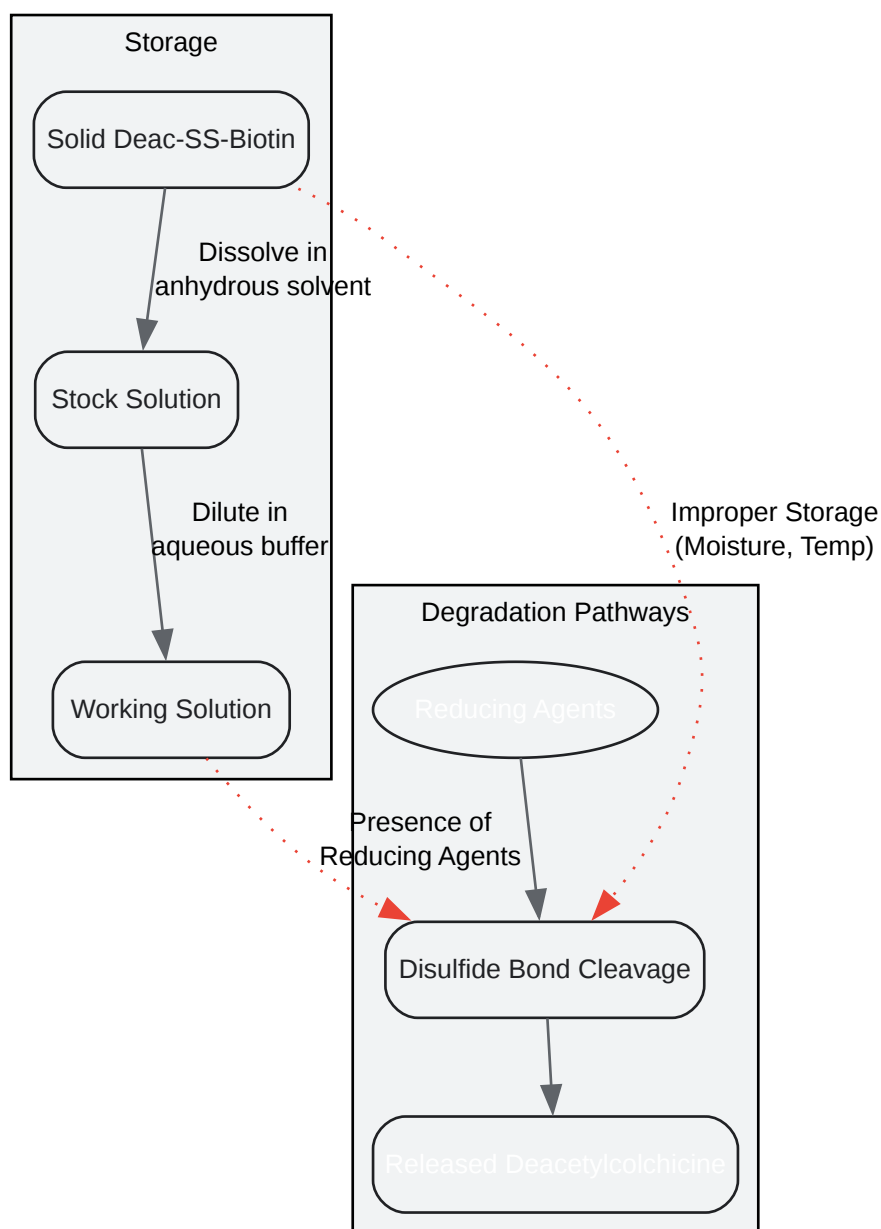 Storage
Solid Deac-SS-Biotin
Dissolve in
anhydrous solvent
Stock Solution
Dilute in
aqueous buffer
Improper Storage
(Moisture, Temp)
Degradation Pathways
Working Solution
Reducing Agents
Presence of
Reducing Agents
Disulfide Bond Cleavage
Released Deacetylcolchicine